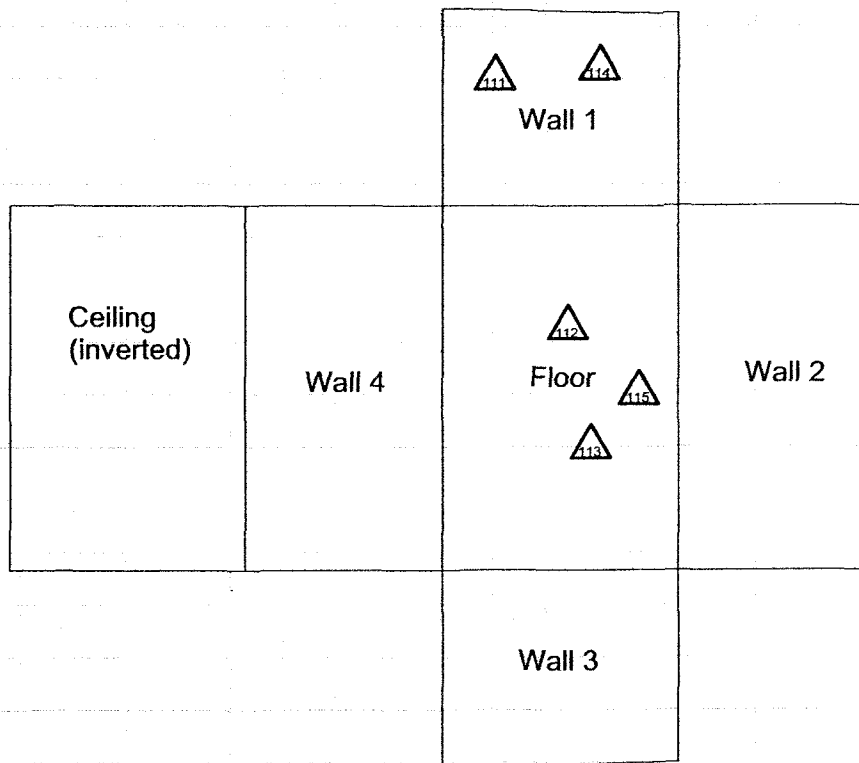 111
114
Wall 1
Ceiling
(inverted)
112
Wall 4
Floor
115
Wall 2
113
Wall 3